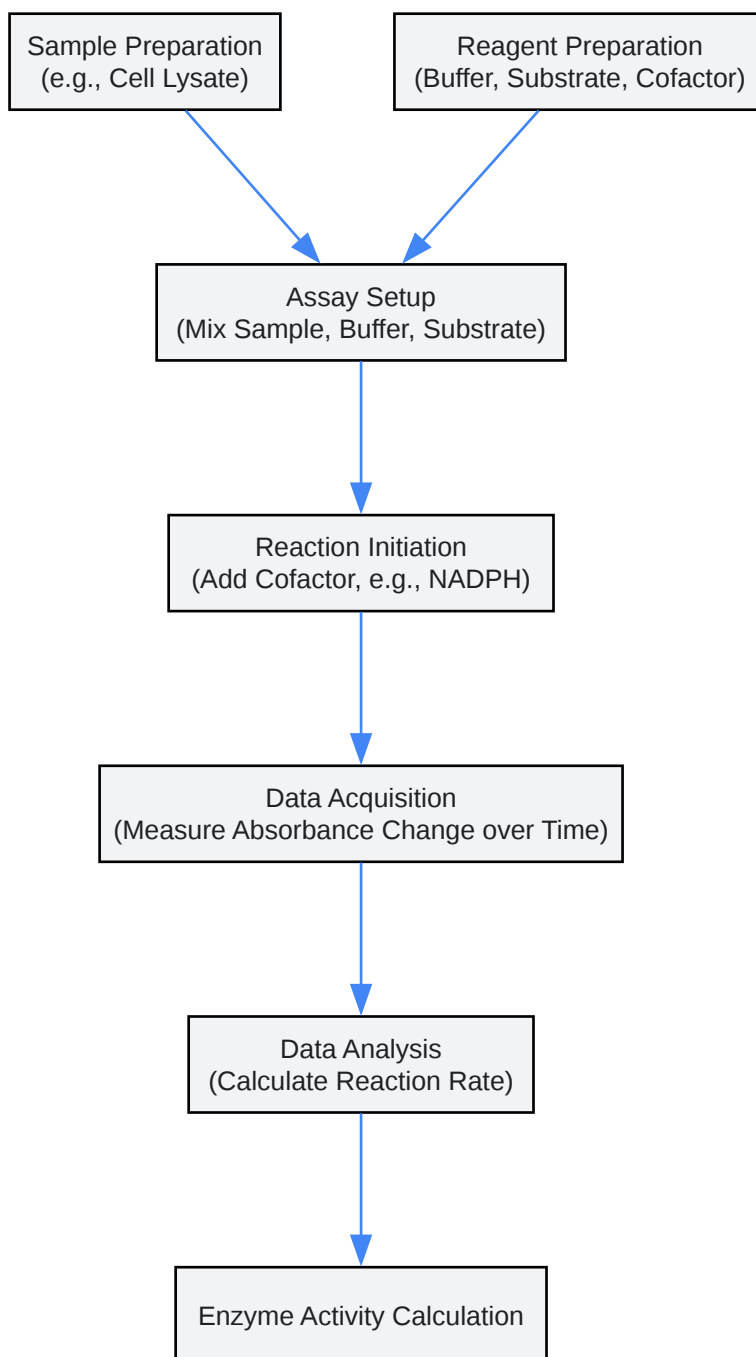 Sample Preparation
(e.g., Cell Lysate)
Reagent Preparation
(Buffer, Substrate, Cofactor)
Assay Setup
(Mix Sample, Buffer, Substrate)
Reaction Initiation
(Add Cofactor, e.g., NADPH)
Data Acquisition
(Measure Absorbance Change over Time)
Data Analysis
(Calculate Reaction Rate)
Enzyme Activity Calculation